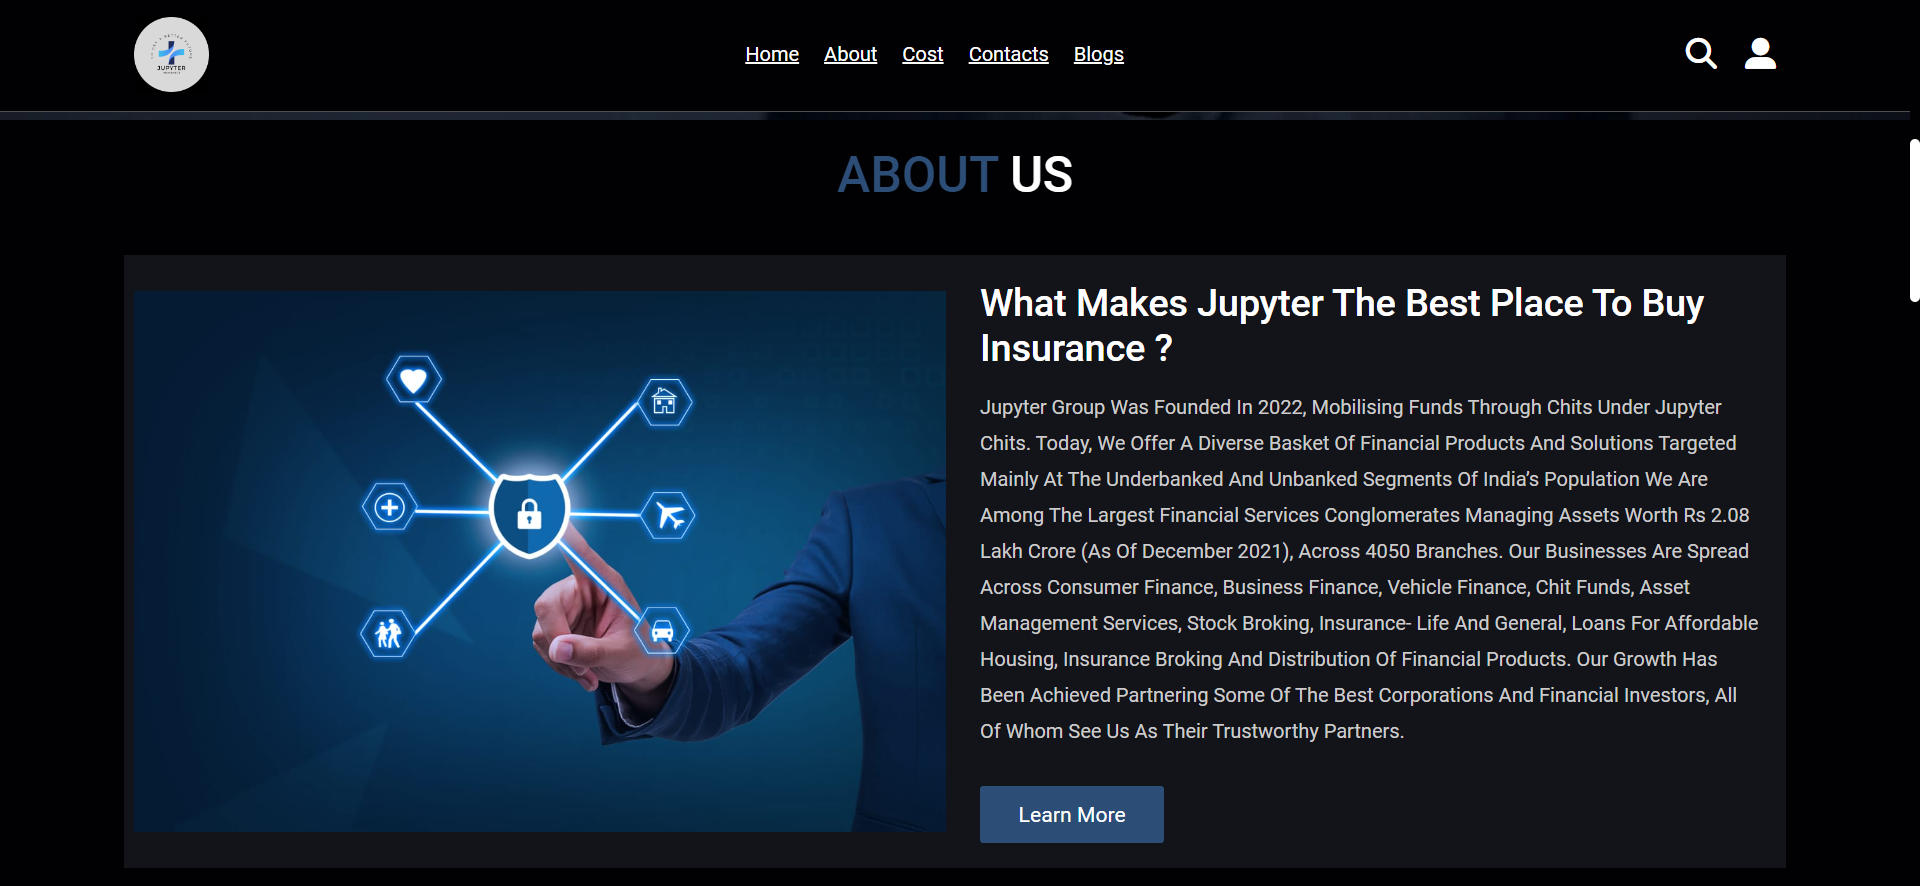 JUPYTER
Home About Cost Contacts Blogs
ABOUT US
What Makes Jupyter The Best Place To Buy
Insurance ?
Jupyter Group Was Founded In 2022, Mobilising Funds Through Chits Under Jupyter
Chits. Today, We Offer A Diverse Basket Of Financial Products And Solutions Targeted
Mainly At The Underbanked And Unbanked Segments Of India’s Population We Are
Among The Largest Financial Services Conglomerates Managing Assets Worth Rs 2.08
Lakh Crore (As Of December 2021), Across 4050 Branches. Our Businesses Are Spread
Across Consumer Finance, Business Finance, Vehicle Finance, Chit Funds, Asset
Management Services, Stock Broking, Insurance- Life And General, Loans For Affordable
Housing, Insurance Broking And Distribution Of Financial Products. Our Growth Has
Been Achieved Partnering Some Of The Best Corporations And Financial Investors, All
Of Whom See Us As Their Trustworthy Partners.
Learn More